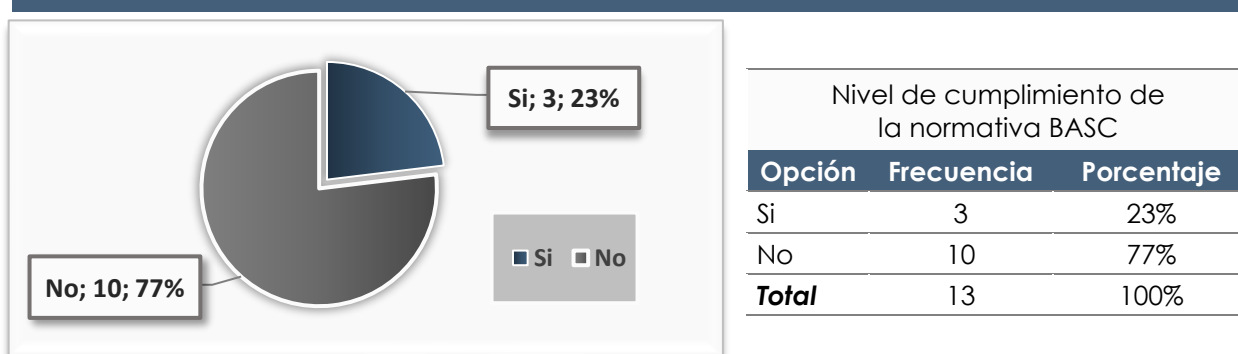 Si; 3; 23%
No; 10; 77%
Si No
Nivel de cumplimiento de
la normativa BASC
Opción Frecuencia Porcentaje
Si 3 23%
No 10 77%
Total 13 100%